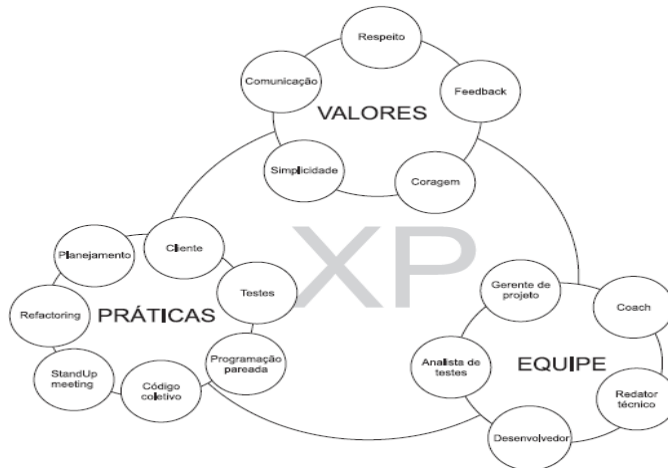 Respeito
Comunicação
Feedback
VALORES
Simplicidade
Coragem
XP
Cliente
Planejamento
Testes
Refactoring
PRÁTICAS
StandUp
meeting
Código
coletivo
Programação
pareada
Gerente de
projeto
Coach
Analista de
testes
EQUIPE
Redator
técnico
Desenvolvedor